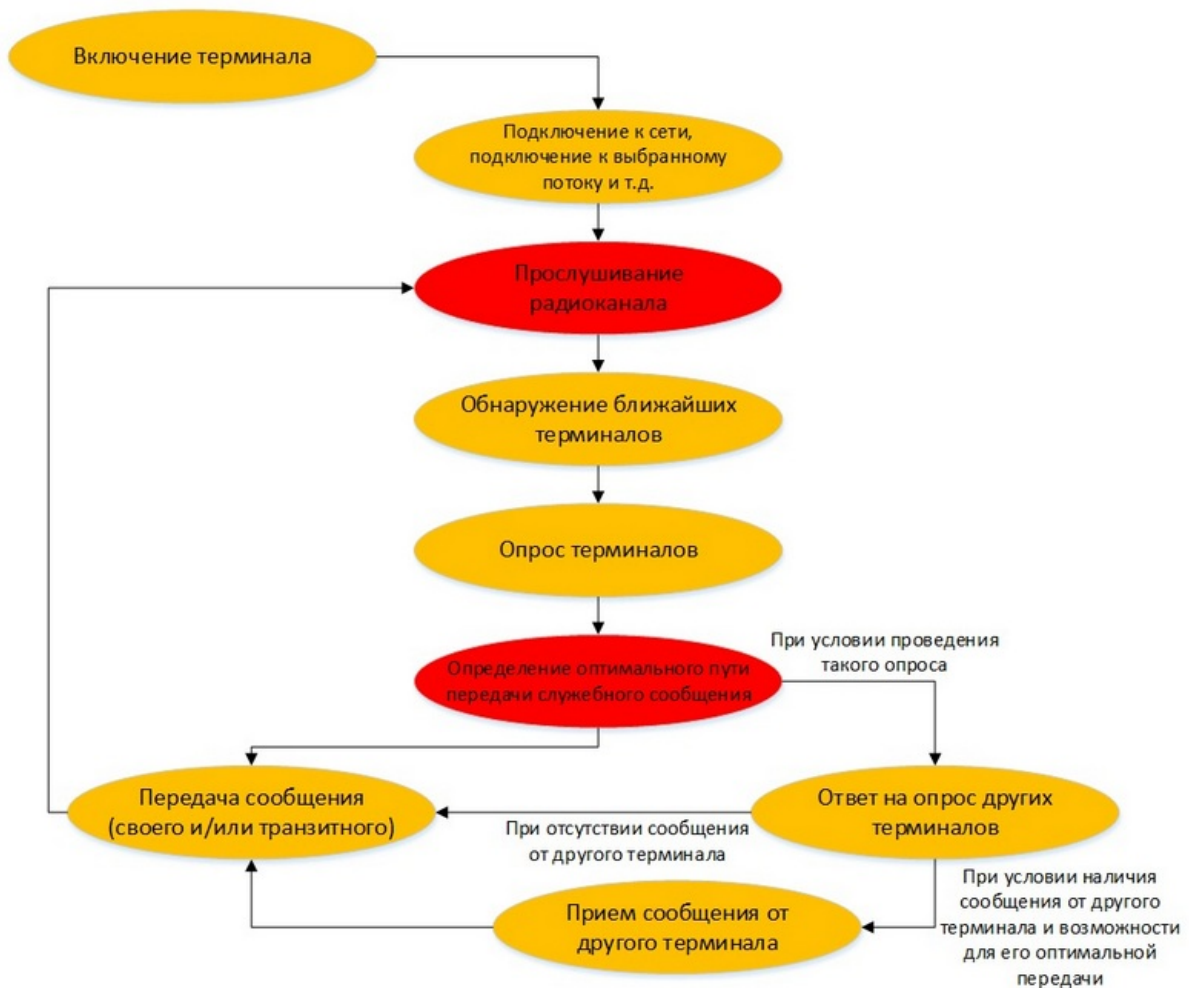 Включение терминала
Подключение к сети,
подключение к выбранному
потоку и т.д.
Прослушивание
радиоканала
Обнаружение ближайших
терминалов
Опрос терминалов
Определение оптимального пути
передачи служебного сообщения
При условии проведения
такого опроса
Передача сообщения
(своего и/или транзитного)
Ответ на опрос других
терминалов
При отсутствии сообщения
от другого терминала
При условии наличия
сообщения от другого
терминала и возможности
для его оптимальной
передачи
Прием сообщения от
другого терминала